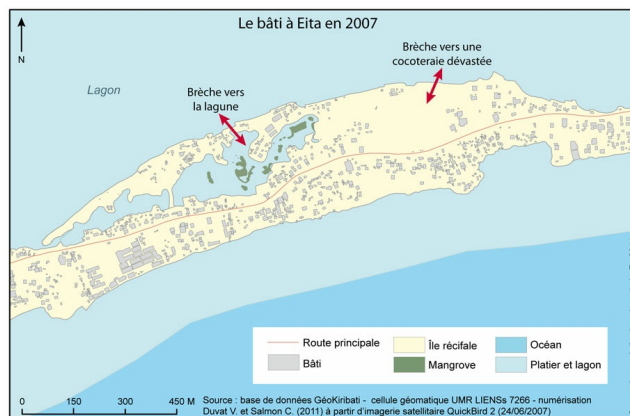 Le bâti à Eita en 2007
N
Lagon
Brèche vers
la lagune
Brèche vers une
cocoteraie dévastée
Route principale
Bâti
Île récifale
Mangrove
Océan
Platier et lagon
0 150 300 450 M
Source : base de données GéoKiribati - cellule géomatique UMR LIENSs 7266 - numérisation
Duvat V. et Salmon C. (2011) à partir d'imagerie satellitaire QuickBird 2 (24/06/2007)